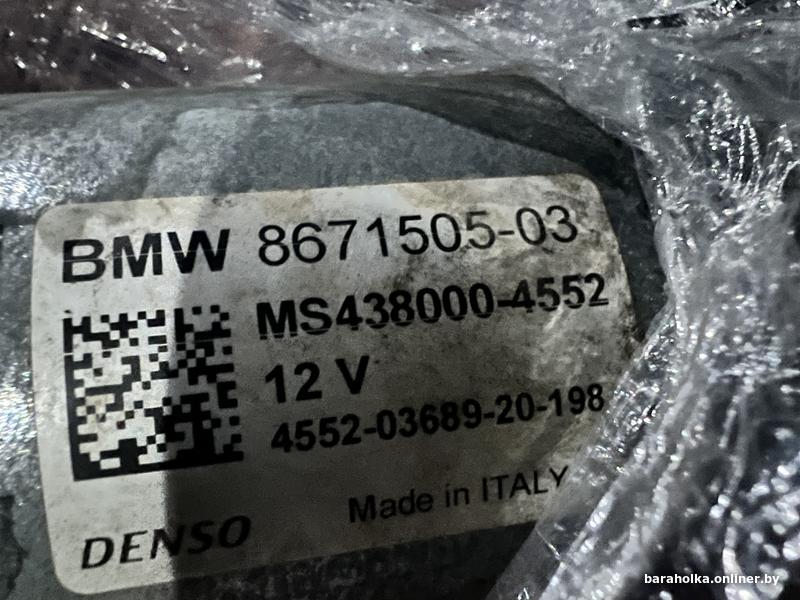 BMW 8671505-03
MS438000-4552
12 V
4552-03689-20-198
Made in ITALY
DENSO
baraholka.onliner.by